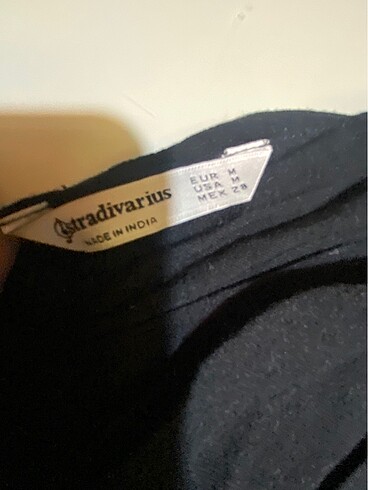 stradivarius
MADE IN INDIA
EUR M
USA M
MEX 28